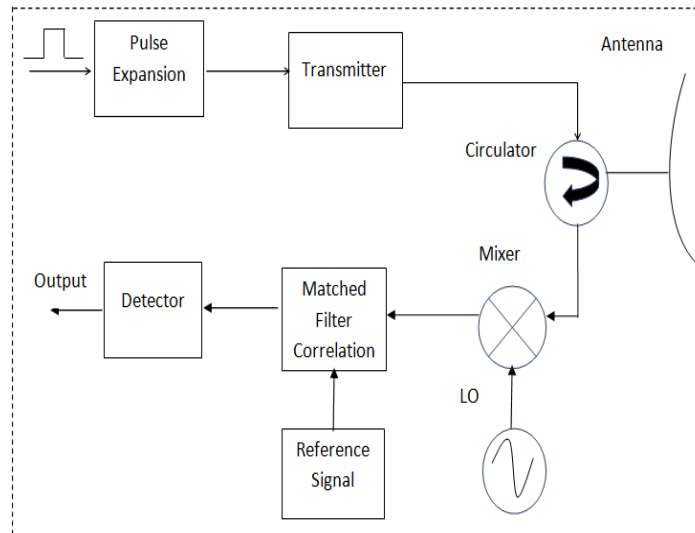 Pulse
Expansion
Transmitter
Antenna
Circulator
Mixer
Output
Detector
Matched
Filter
Correlation
LO
Reference
Signal